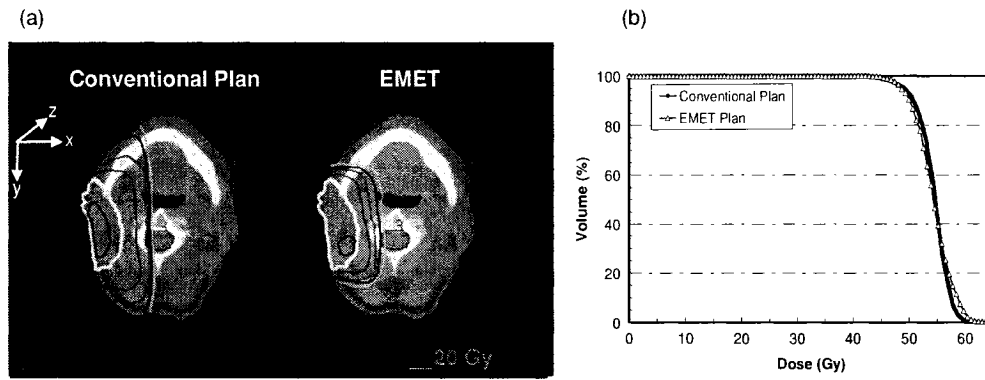 (a)
Conventional Plan
EMET
z
x
y
20 Gy
(b)
Volume (%)
100
80
60
40
20
0
Conventional Plan
EMET Plan
0 10 20 30 40 50 60
Dose (Gy)